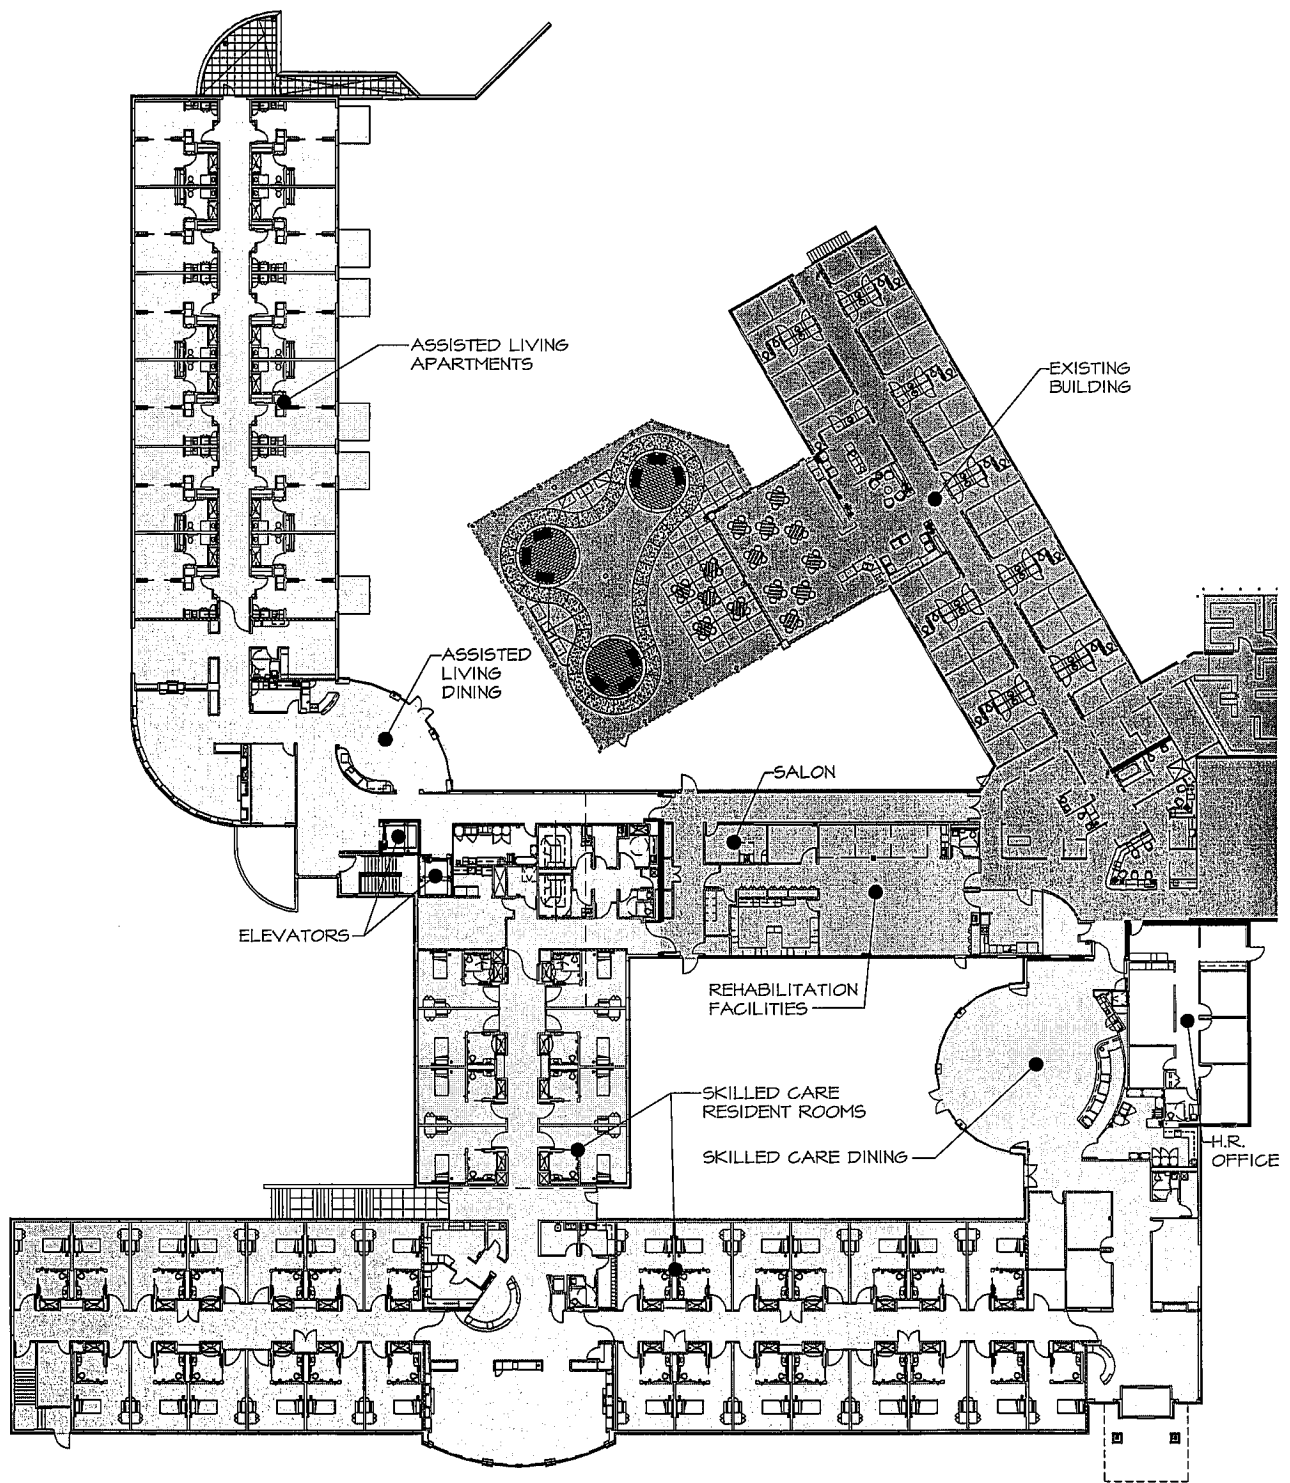 ASSISTED LIVING
APARTMENTS
EXISTING
BUILDING
ASSISTED
LIVING
DINING
SALON
ELEVATORS
REHABILITATION
FACILITIES
SKILLED CARE
RESIDENT ROOMS
SKILLED CARE DINING
H.R.
OFFICE